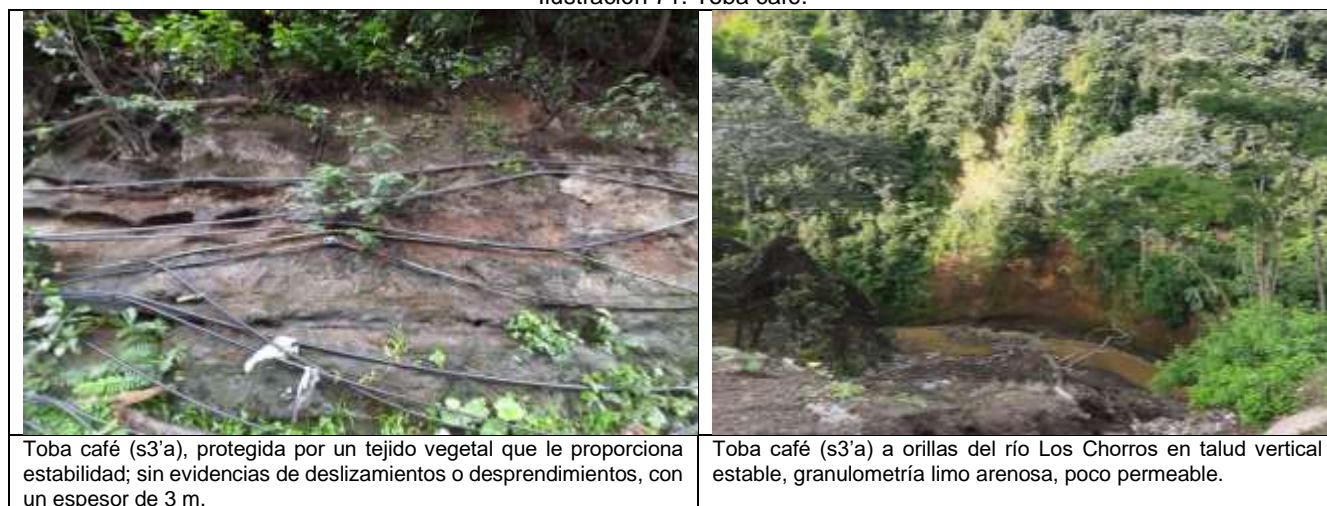 Ilustración 71. Toba café.
Toba café (s3'a), protegida por un tejido vegetal que le proporciona
estabilidad; sin evidencias de deslizamientos o desprendimientos, con
un espesor de 3 m.
Toba café (s3'a) a orillas del río Los Chorros en talud vertical
estable, granulometría limo arenosa, poco permeable.